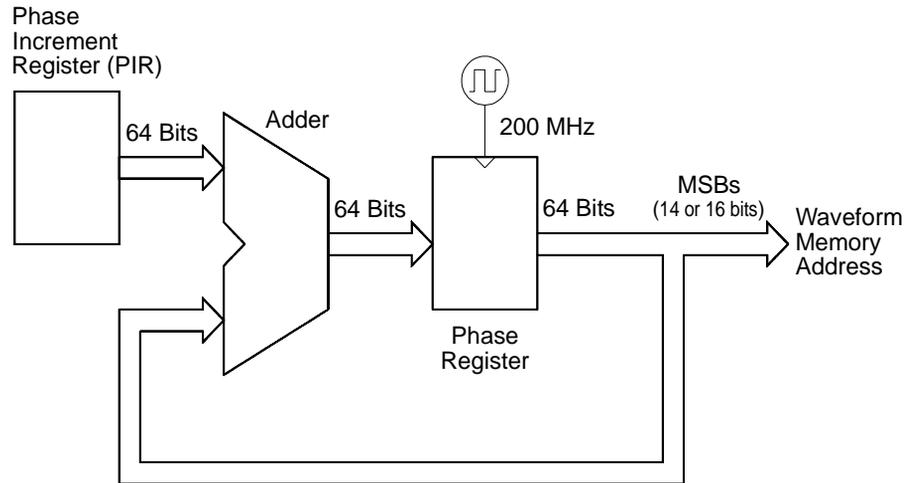 Phase
Increment
Register (PIR)
64 Bits
Adder
200 MHz
64 Bits
64 Bits
MSBs
(14 or 16 bits)
Waveform
Memory
Address
Phase
Register